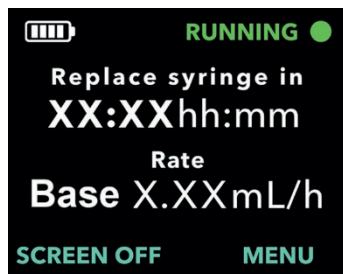 RUNNING
Replace syringe in
XX:XXhh:mm
Rate
Base X.XXmL/h
SCREEN OFF MENU